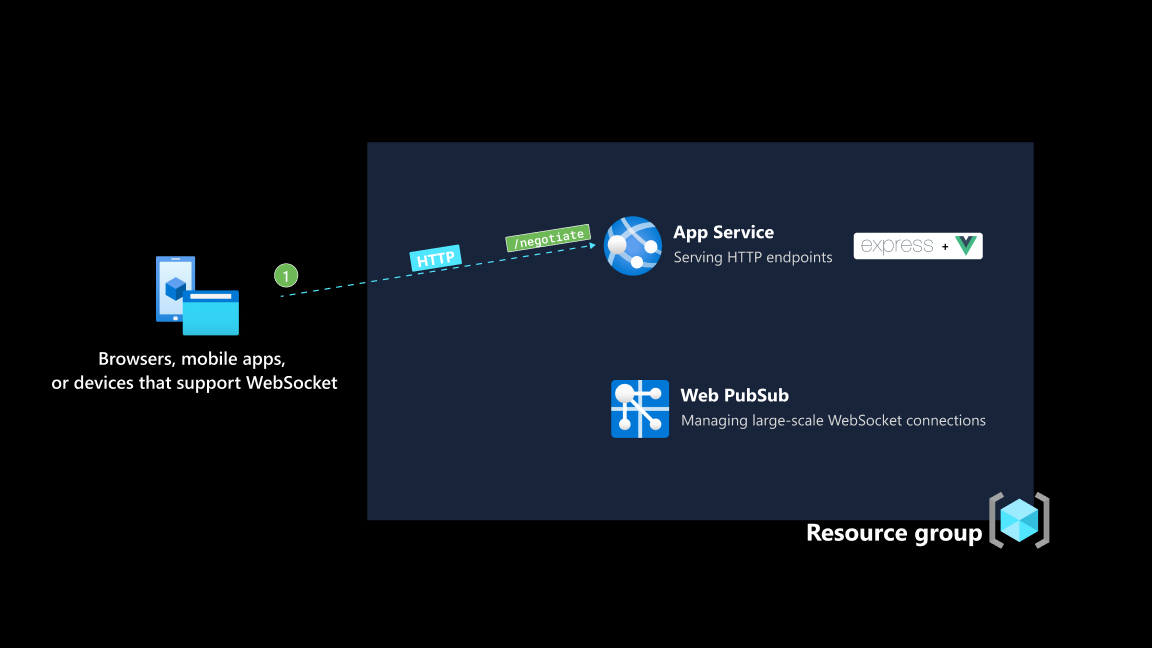 /negotiate
HTTP
App Service
Serving HTTP endpoints
express + 
1
Browsers, mobile apps,
or devices that support WebSocket
Web PubSub
Managing large-scale WebSocket connections
Resource group